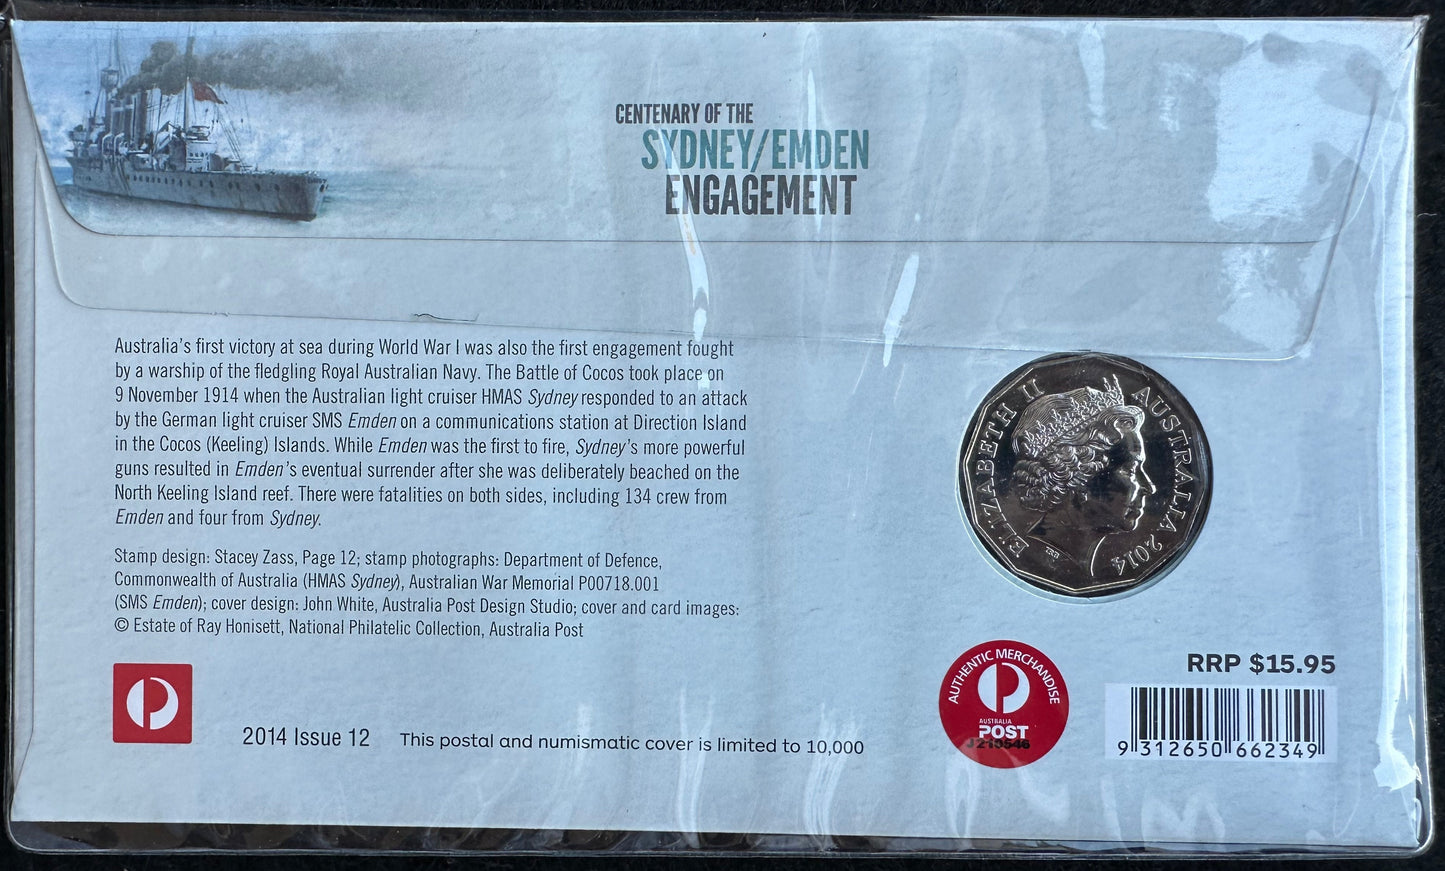 CENTENARY OF THE
SYDNEY/EMDEN
ENGAGEMENT
Australia's first victory at sea during World War I was also the first engagement fought
by a warship of the fledgling Royal Australian Navy. The Battle of Cocos took place on
9 November 1914 when the Australian light cruiser HMAS Sydney responded to an attack
by the German light cruiser SMS Emden on a communications station at Direction Island
in the Cocos (Keeling) Islands. While Emden was the first to fire, Sydney's more powerful
guns resulted in Emden's eventual surrender after she was deliberately beached on the
North Keeling Island reef. There were fatalities on both sides, including 134 crew from
Emden and four from Sydney.
Stamp design: Stacey Zass, Page 12; stamp photographs: Department of Defence,
Commonwealth of Australia (HMAS Sydney), Australian War Memorial P00718.001
(SMS Emden); cover design: John White, Australia Post Design Studio; cover and card images:
© Estate of Ray Honisett, National Philatelic Collection, Australia Post
2014 Issue 12
This postal and numismatic cover is limited to 10,000
ELIZABETH II AUSTRALIA 2014
IRB
AUTHENTIC MERCHANDISE
AUSTRALIA
POST
J210546
RRP $15.95
9 312650 662349